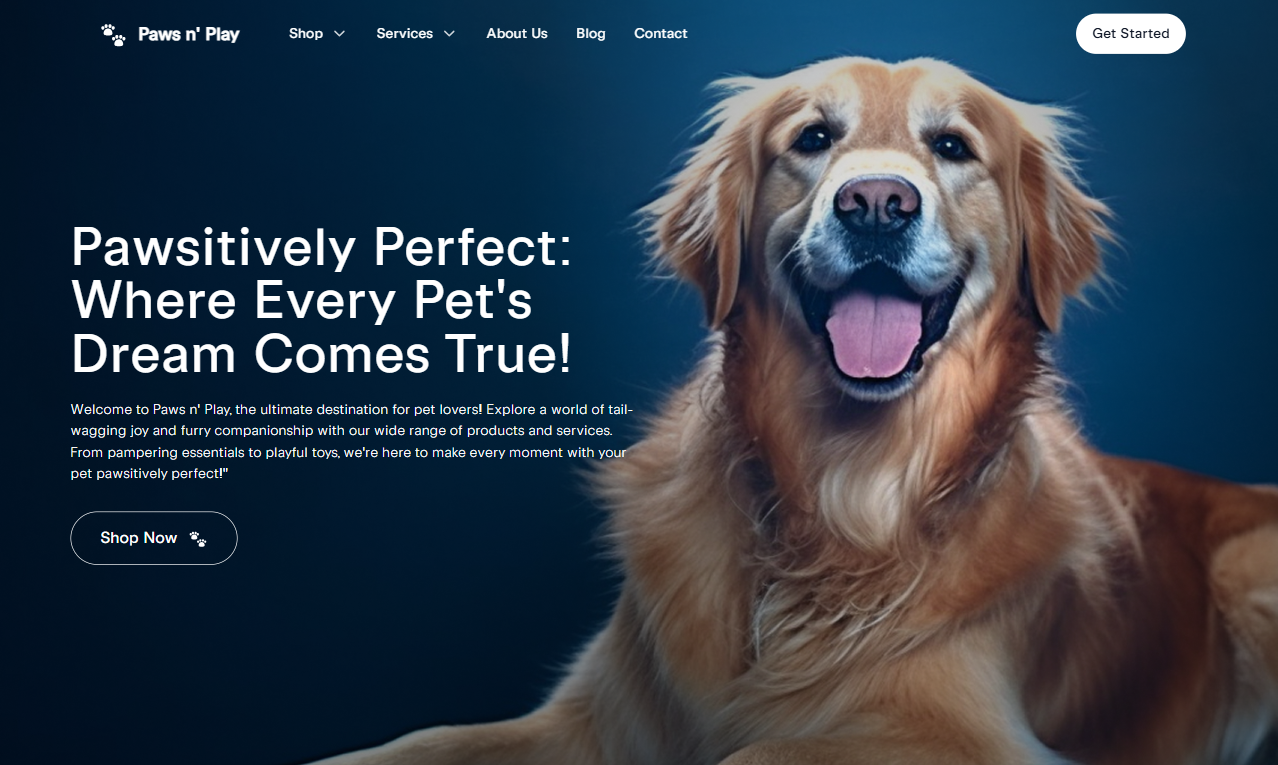 Paws n' Play Shop Services About Us Blog Contact Get Started
Pawsitively Perfect:
Where Every Pet's
Dream Comes True!
Welcome to Paws n' Play, the ultimate destination for pet lovers! Explore a world of tail-
wagging joy and furry companionship with our wide range of products and services.
From pampering essentials to playful toys, we're here to make every moment with your
pet pawsitively perfect!"
Shop Now